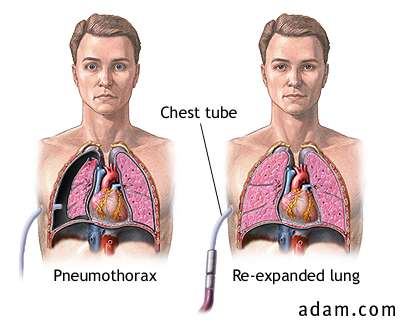 Chest tube
Pneumothorax
Re-expanded lung
adam.com